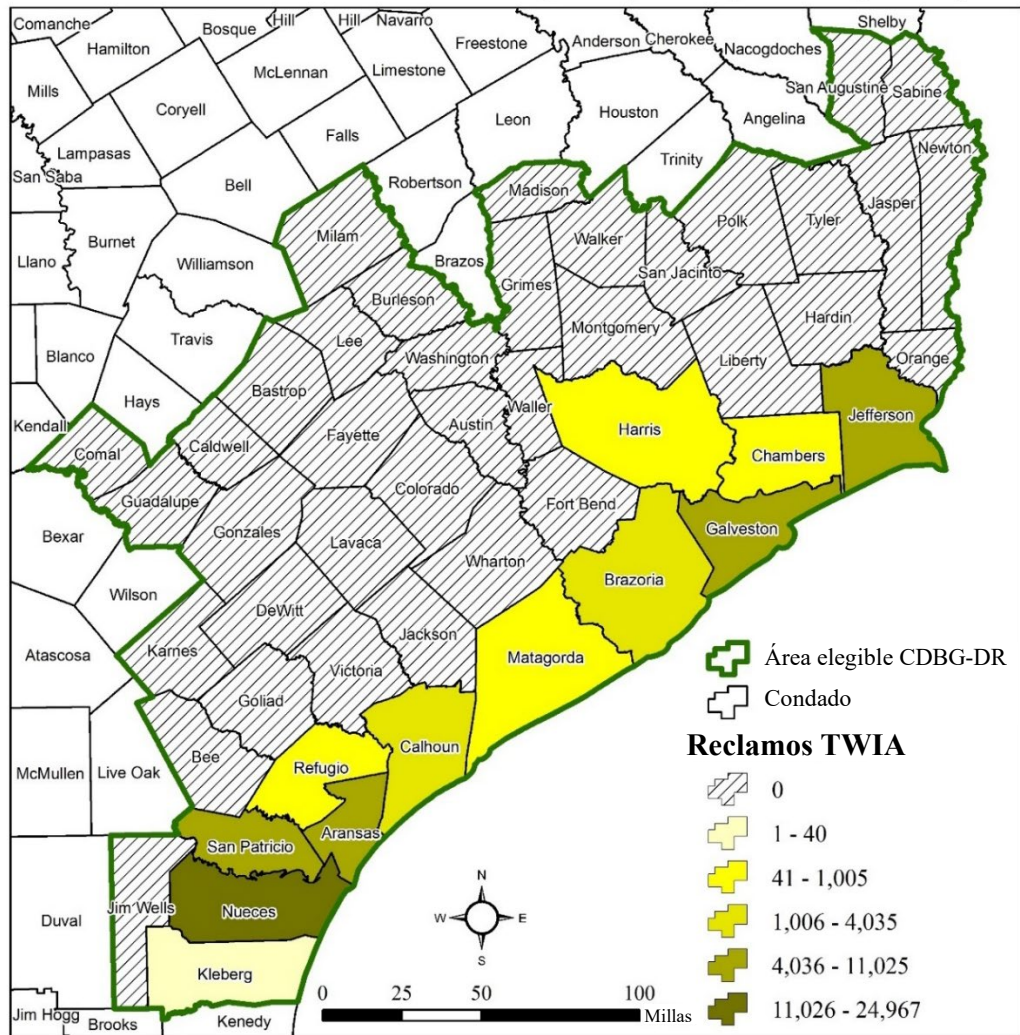 Comanche
Hamilton
Bosque
Hill
Hill
Navarro
Freestone
Anderson
Cherokee
Nacogdoches
Shelby
Mills
McLennan
Limestone
San Augustine
Sabine
Coryell
Falls
Leon
Houston
Angelina
Newton
Lampasas
San Saba
Bell
Robertson
Trinity
Madison
Jasper
Burnet
Milam
Walker
Polk
Tyler
Llano
Williamson
Brazos
Grimes
San Jacinto
Burleson
Travis
Lee
Montgomery
Hardin
Blanco
Washington
Liberty
Orange
Hays
Bastrop
Waller
Jefferson
Kendall
Caldwell
Fayette
Austin
Harris
Chambers
Comal
Guadalupe
Colorado
Fort Bend
Galveston
Bexar
Gonzales
Lavaca
Wharton
Brazoria
Wilson
DeWitt
Atascosa
Karnes
Jackson
Matagorda
Victoria
Goliad
Calhoun
Bee
McMullen
Live Oak
Refugio
Aransas
San Patricio
Duval
Jim Wells
Nueces
Kleberg
Jim Hogg
Brooks
Kenedy
Área elegible CDBG-DR
Condado
Reclamos TWIA
0
1 - 40
41 - 1,005
1,006 - 4,035
4,036 - 11,025
11,026 - 24,967
N
W E
S
0 25 50 100 Millas